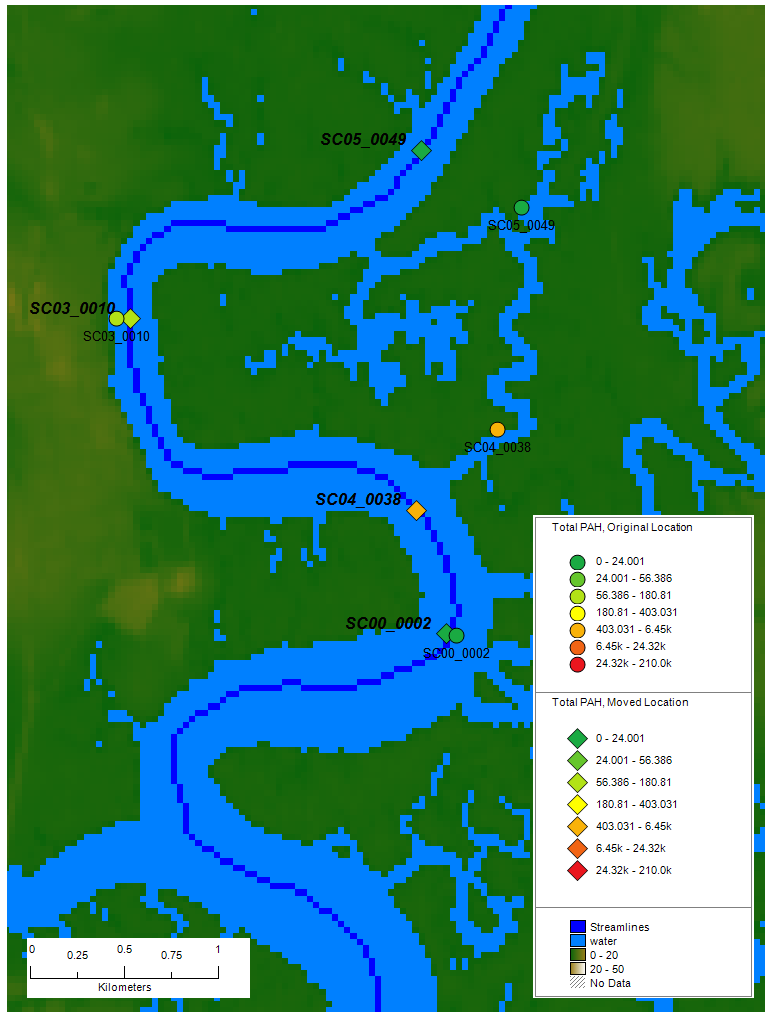 SC05_0049
SC05_0049
SC03_0010
SC03_0010
SC04_0038
SC04_0038
SC00_0002
SC00_0002
Total PAH, Original Location
0 - 24.001
24.001 - 56.386
56.386 - 180.81
180.81 - 403.031
403.031 - 6.45k
6.45k - 24.32k
24.32k - 210.0k
Total PAH, Moved Location
0 - 24.001
24.001 - 56.386
56.386 - 180.81
180.81 - 403.031
403.031 - 6.45k
6.45k - 24.32k
24.32k - 210.0k
Streamlines
water
0 - 20
20 - 50
No Data
0 0.25 0.5 0.75 1
Kilometers